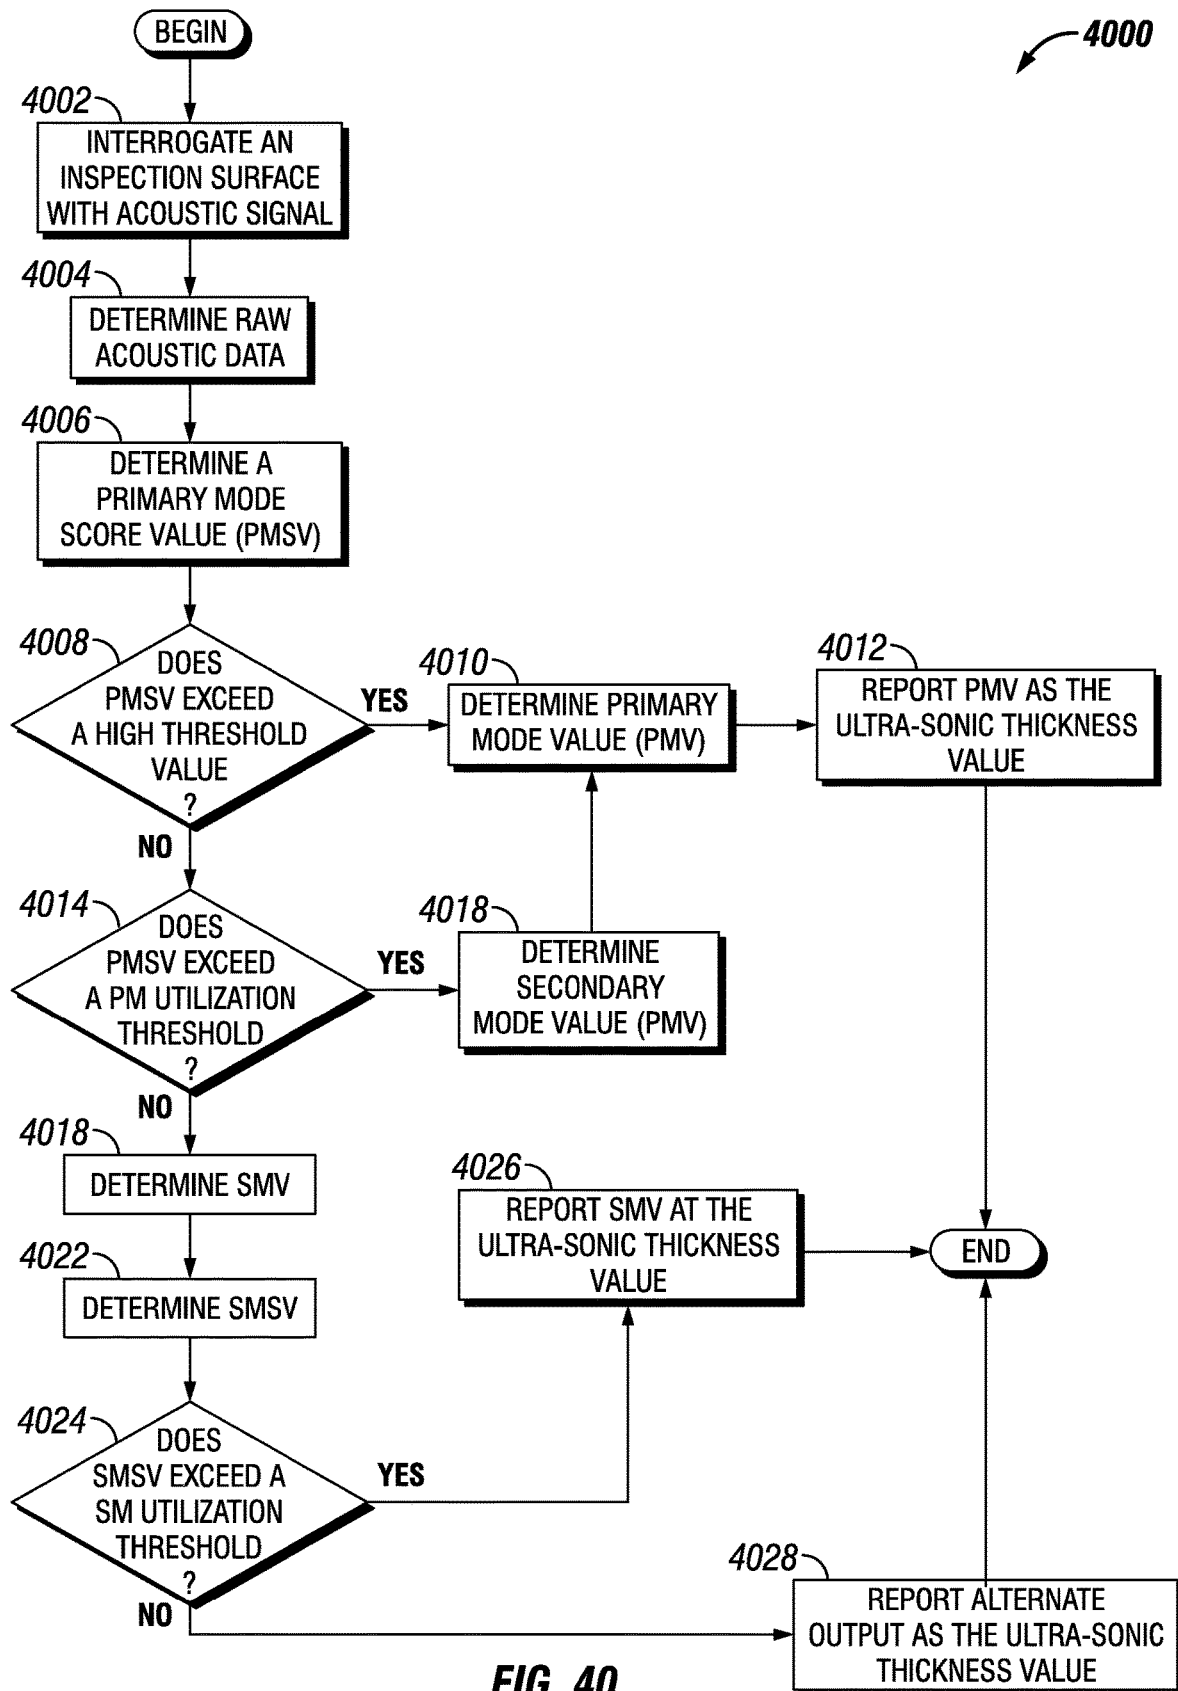 BEGIN
4000
4002
INTERROGATE AN
INSPECTION SURFACE
WITH ACOUSTIC SIGNAL
4004
DETERMINE RAW
ACOUSTIC DATA
4006
DETERMINE A
PRIMARY MODE
SCORE VALUE (PMSV)
4008
DOES
PMSV EXCEED
A HIGH THRESHOLD
VALUE
?
YES
NO
4010
DETERMINE PRIMARY
MODE VALUE (PMV)
4012
REPORT PMV AS THE
ULTRA-SONIC THICKNESS
VALUE
4014
DOES
PMSV EXCEED
A PM UTILIZATION
THRESHOLD
?
YES
NO
4018
DETERMINE
SECONDARY
MODE VALUE (PMV)
4018
DETERMINE SMV
4022
DETERMINE SMSV
4026
REPORT SMV AT THE
ULTRA-SONIC THICKNESS
VALUE
END
4024
DOES
SMSV EXCEED A
SM UTILIZATION
THRESHOLD
?
YES
NO
4028
REPORT ALTERNATE
OUTPUT AS THE ULTRA-SONIC
THICKNESS VALUE
FIG. 40